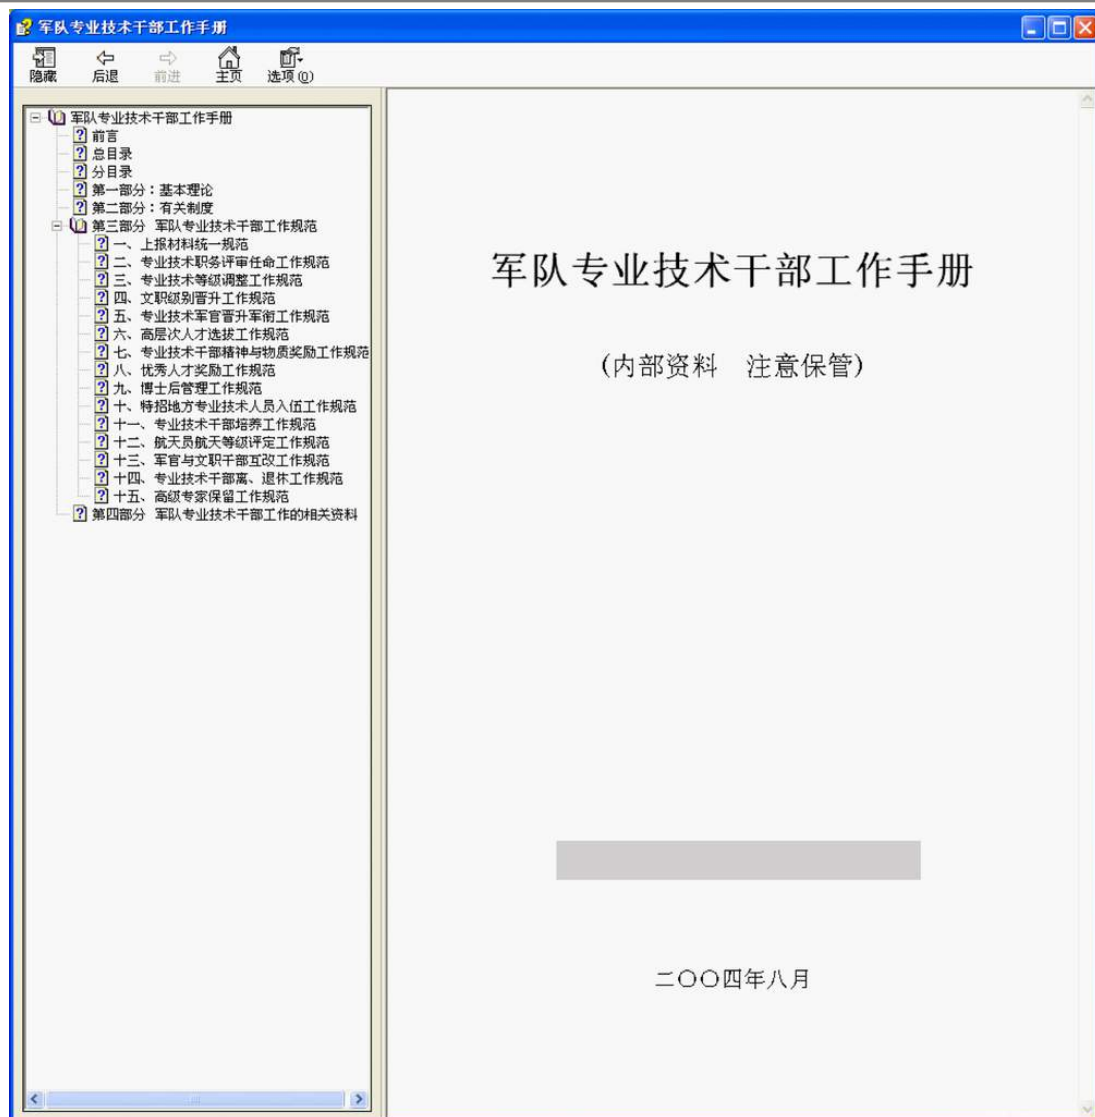 军队专业技术干部工作手册
隐藏
后退
前进
主页
选项(O)
军队专业技术干部工作手册
前言
总目录
分目录
第一部分：基本理论
第二部分：有关制度
第三部分 军队专业技术干部工作规范
一、上报材料统一规范
二、专业技术职务评审任命工作规范
三、专业技术等级调整工作规范
四、文职级别晋升工作规范
五、专业技术军官晋升军衔工作规范
六、高层次人才选拔工作规范
七、专业技术干部精神与物质奖励工作规范
八、优秀人才奖励工作规范
九、博士后管理工作规范
十、特招地方专业技术人员入伍工作规范
十一、专业技术干部培养工作规范
十二、航天员航天等级评定工作规范
十三、军官与文职干部互改工作规范
十四、专业技术干部离、退休工作规范
十五、高级专家保留工作规范
第四部分 军队专业技术干部工作的相关资料
军队专业技术干部工作手册
(内部资料 注意保管)
二〇〇四年八月